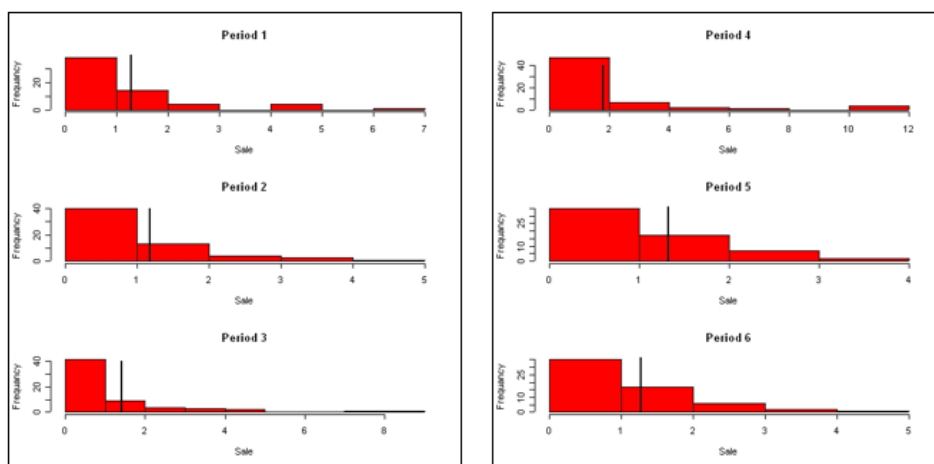 Period 1
Frequency
20
0
0 1 2 3 4 5 6 7
Sale
Period 2
Frequency
40
20
0
0 1 2 3 4 5
Sale
Period 3
Frequency
40
20
0
0 2 4 6 8
Sale
Period 4
Frequency
40
20
0
0 2 4 6 8 10 12
Sale
Period 5
Frequency
25
10
0
0 1 2 3 4
Sale
Period 6
Frequency
25
10
0
0 1 2 3 4 5
Sale